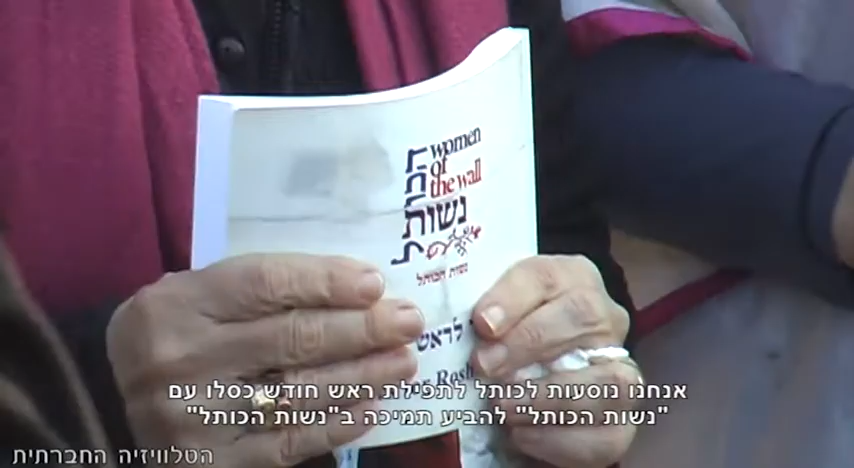 women
of
the wall
הכותל
נשות
נשות הכותל
לראש
Rosh
אנחנו נוסעות לכותל לתפילת ראש חודש כסלו עם
"נשות הכותל" להביע תמיכה ב"נשות הכותל"
הטלוויזיה החברתית